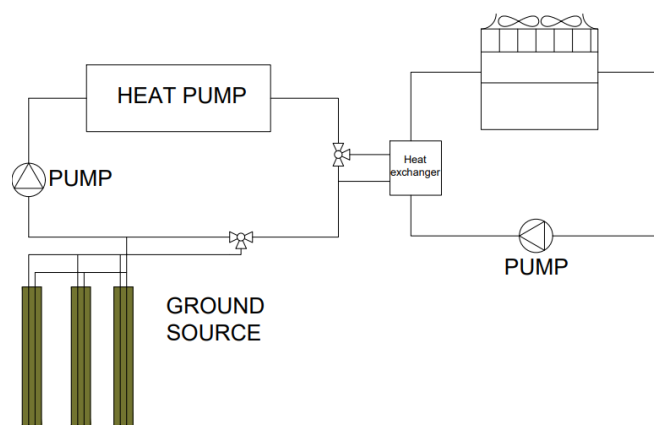 HEAT PUMP
PUMP
Heat
exchanger
PUMP
GROUND
SOURCE